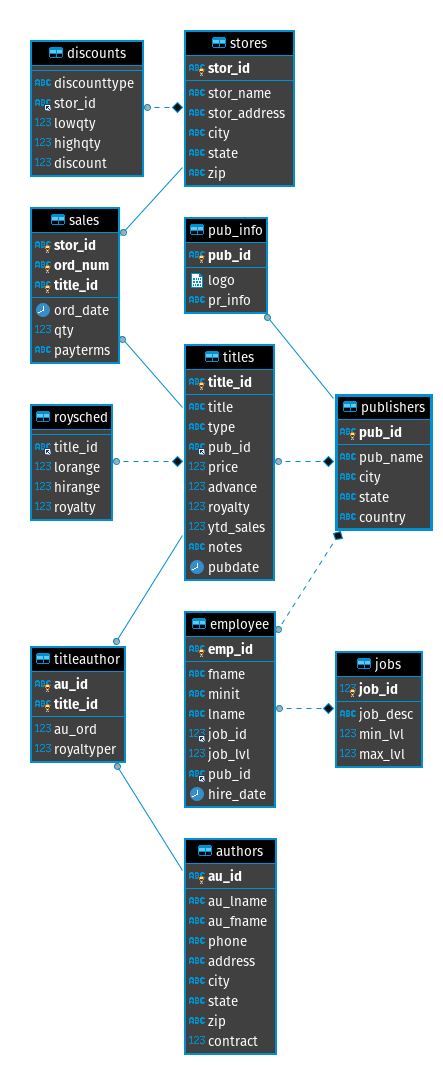 discounts
discounttype
stor_id
lowqty
highqty
discount
stores
stor_id
stor_name
stor_address
city
state
zip
sales
stor_id
ord_num
title_id
ord_date
qty
payterms
pub_info
pub_id
logo
pr_info
titles
title_id
title
type
pub_id
price
advance
royalty
ytd_sales
notes
pubdate
publishers
pub_id
pub_name
city
state
country
roysched
title_id
lorange
hirange
royalty
employee
emp_id
fname
minit
lname
job_id
job_lvl
pub_id
hire_date
jobs
job_id
job_desc
min_lvl
max_lvl
titleauthor
au_id
title_id
au_ord
royaltyper
authors
au_id
au_lname
au_fname
phone
address
city
state
zip
contract